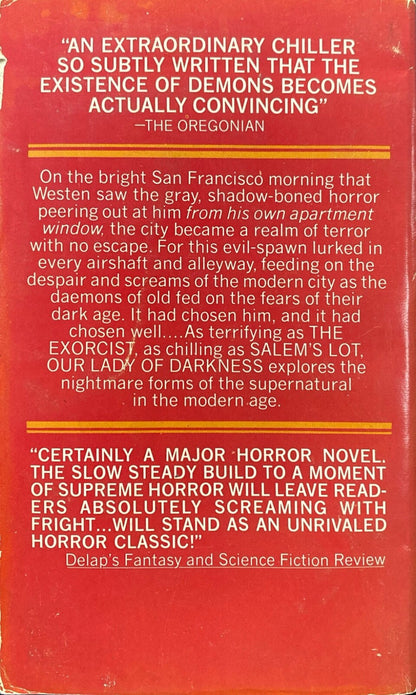 “AN EXTRAORDINARY CHILLER
SO SUBTLY WRITTEN THAT THE
EXISTENCE OF DEMONS BECOMES
ACTUALLY CONVINCING”
—THE OREGONIAN
On the bright San Francisco morning that
Westen saw the gray, shadow-boned horror
peering out at him from his own apartment
window, the city became a realm of terror
with no escape. For this evil-spawn lurked in
every airshaft and alleyway, feeding on the
despair and screams of the modern city as the
daemons of old fed on the fears of their
dark age. It had chosen him, and it had
chosen well....As terrifying as THE
EXORCIST, as chilling as SALEM’S LOT,
OUR LADY OF DARKNESS explores the
nightmare forms of the supernatural
in the modern age.
“CERTAINLY A MAJOR HORROR NOVEL.
THE SLOW STEADY BUILD TO A MOMENT
OF SUPREME HORROR WILL LEAVE READ-
ERS ABSOLUTELY SCREAMING WITH
FRIGHT...WILL STAND AS AN UNRIVALED
HORROR CLASSIC!”
Delap’s Fantasy and Science Fiction Review